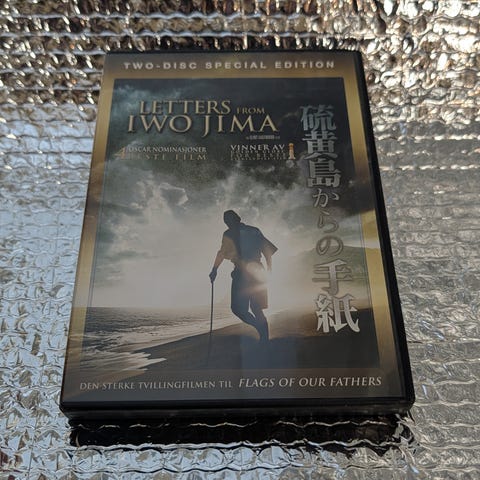 TWO-DISC SPECIAL EDITION
LETTERS FROM
IWO JIMA
4 OSCAR NOMINASJONER
BESTE FILM
VINNER AV
硫黄島からの手紙
DEN STERKE TVILLINGFILMEN TIL FLAGS OF OUR FATHERS